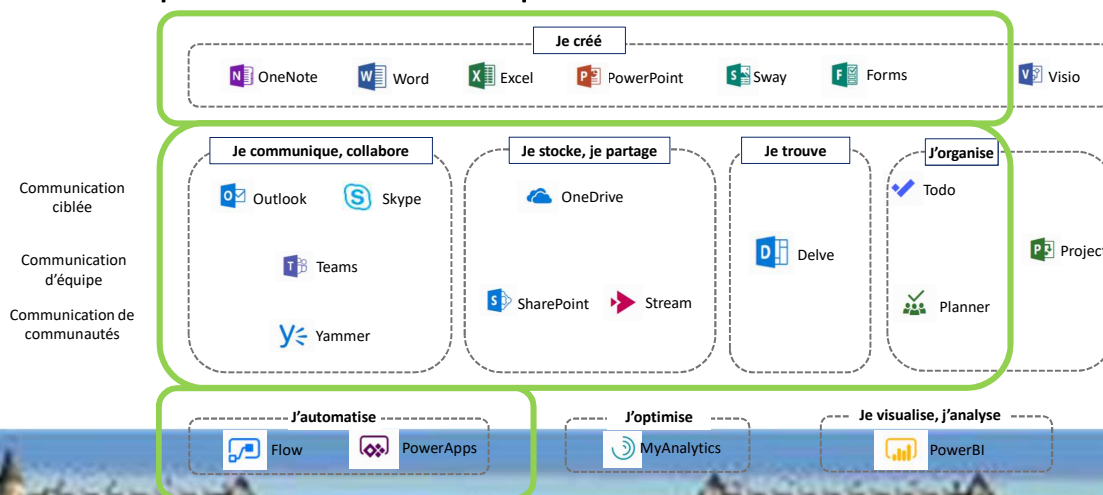 Je créé
OneNote
Word
Excel
PowerPoint
Sway
Forms
Visio
Je communique, collabore
Je stocke, je partage
Je trouve
J'organise
Communication
ciblée
Outlook
Skype
OneDrive
Todo
Communication
d'équipe
Teams
Delve
Project
Communication de
communautés
Yammer
SharePoint
Stream
Planner
J'automatise
J'optimise
Je visualise, j'analyse
Flow
PowerApps
MyAnalytics
PowerBI